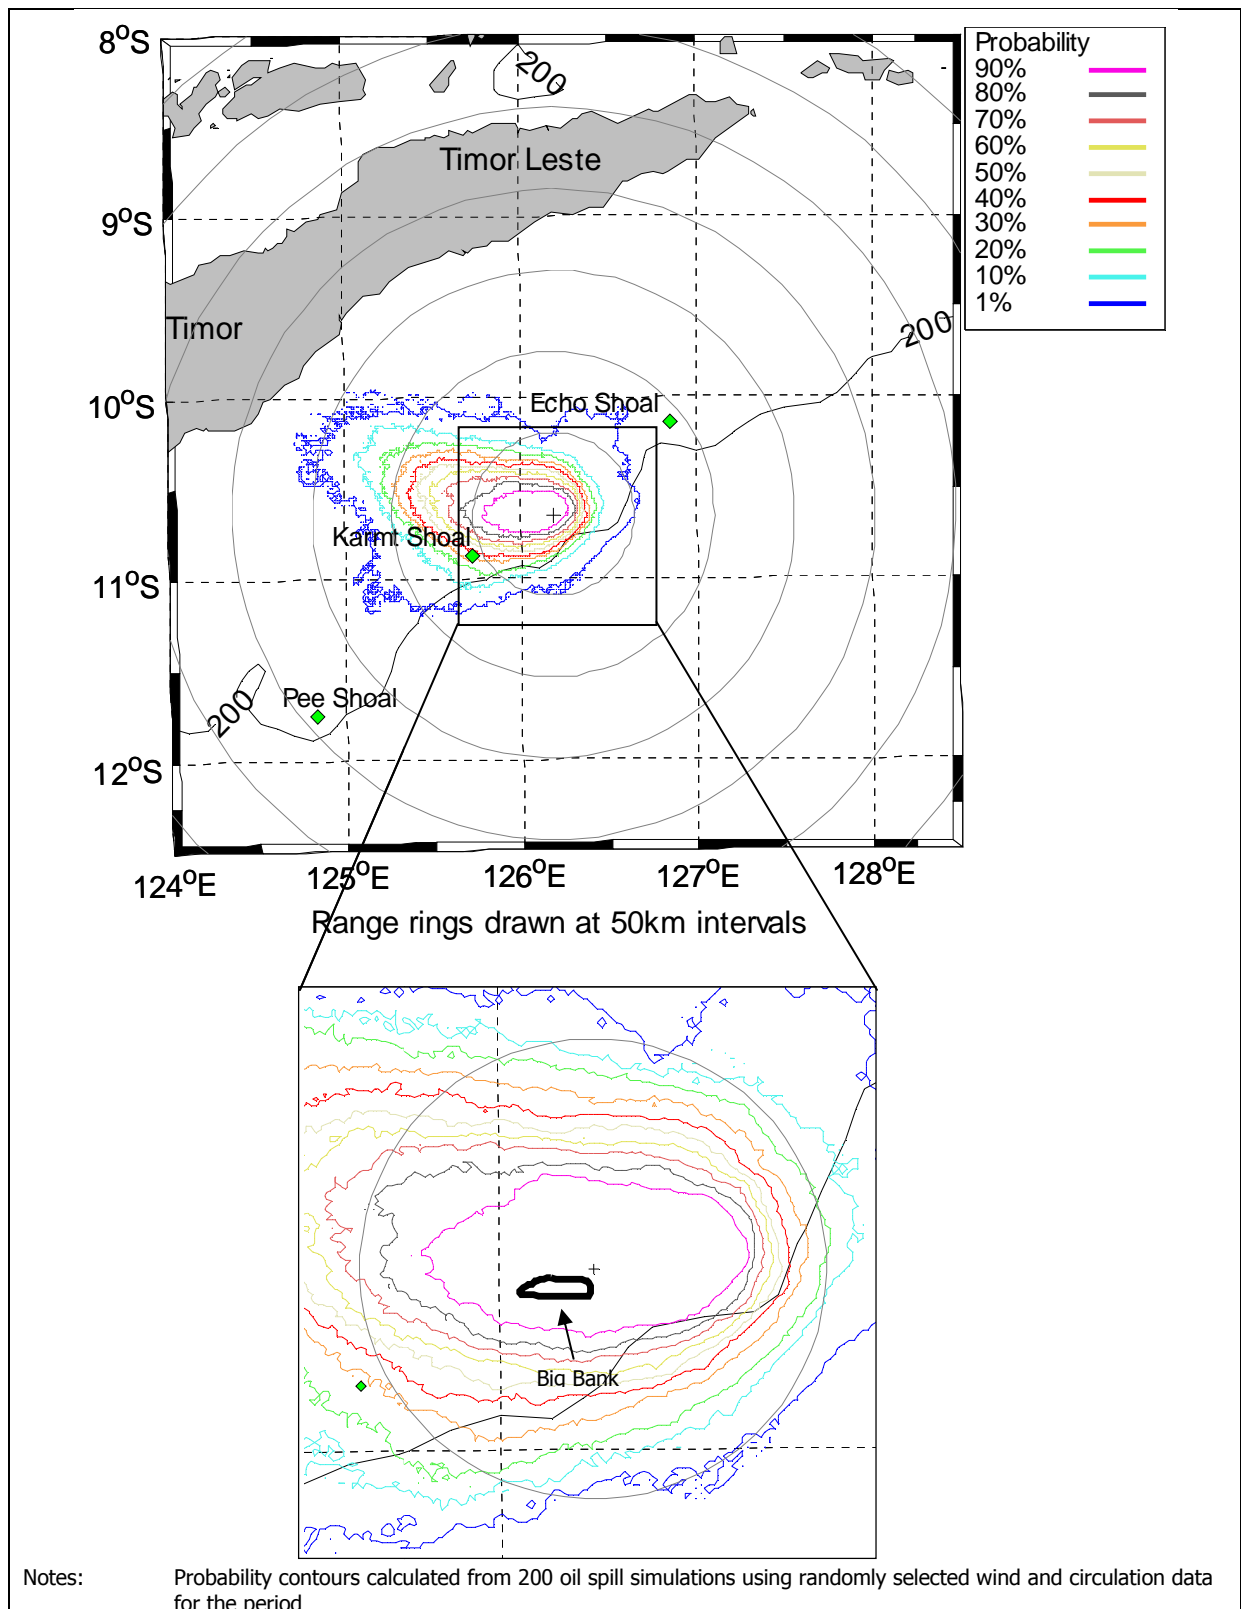 8°S
9°S
10°S
11°S
12°S
200
Timor Leste
Timor
200
Echo Shoal
Karmt Shoal
Pee Shoal
200
124°E
125°E
126°E
127°E
128°E
Probability
90%
80%
70%
60%
50%
40%
30%
20%
10%
1%
Range rings drawn at 50km intervals
Big Bank
Notes: Probability contours calculated from 200 oil spill simulations using randomly selected wind and circulation data
for the period